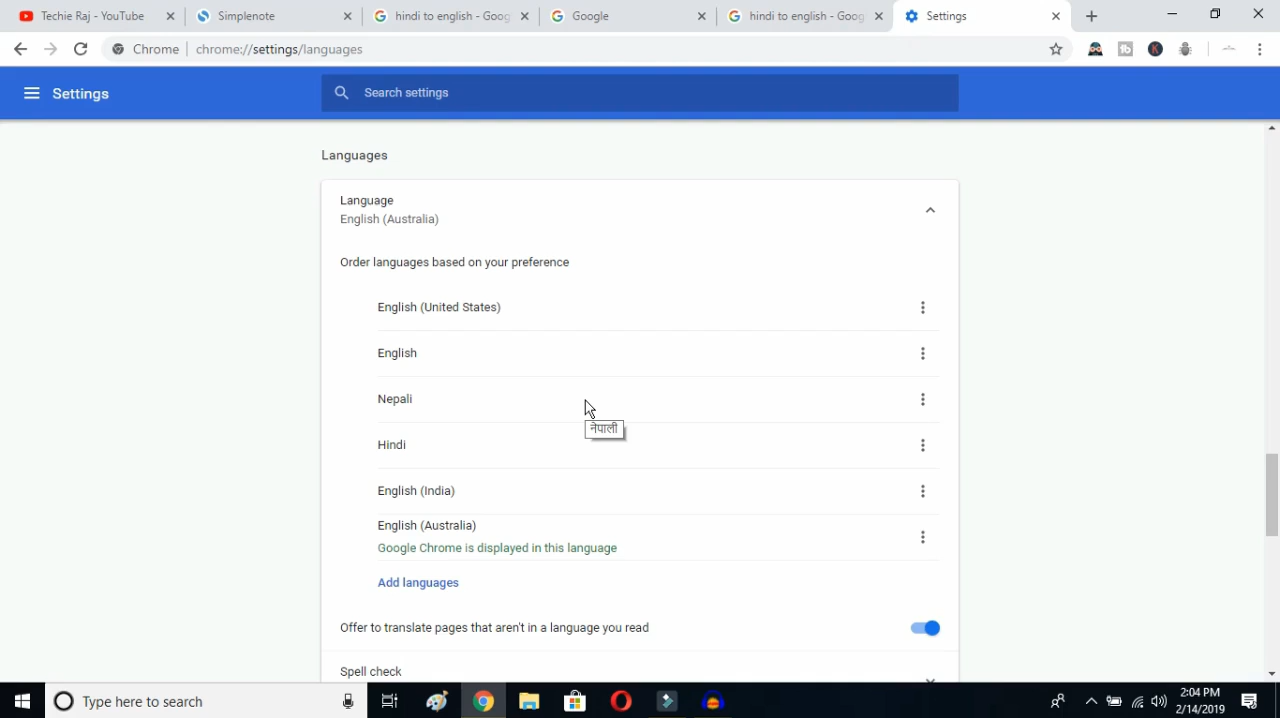 Techie Raj - YouTube
Simplenote
hindi to english - Goog
Google
hindi to english - Goog
Settings
Chrome
chrome://settings/languages
Settings
Search settings
Languages
Language
English (Australia)
Order languages based on your preference
English (United States)
English
Nepali
नेपाली
Hindi
English (India)
English (Australia)
Google Chrome is displayed in this language
Add languages
Offer to translate pages that aren't in a language you read
Spell check
Type here to search
2:04 PM
2/14/2019